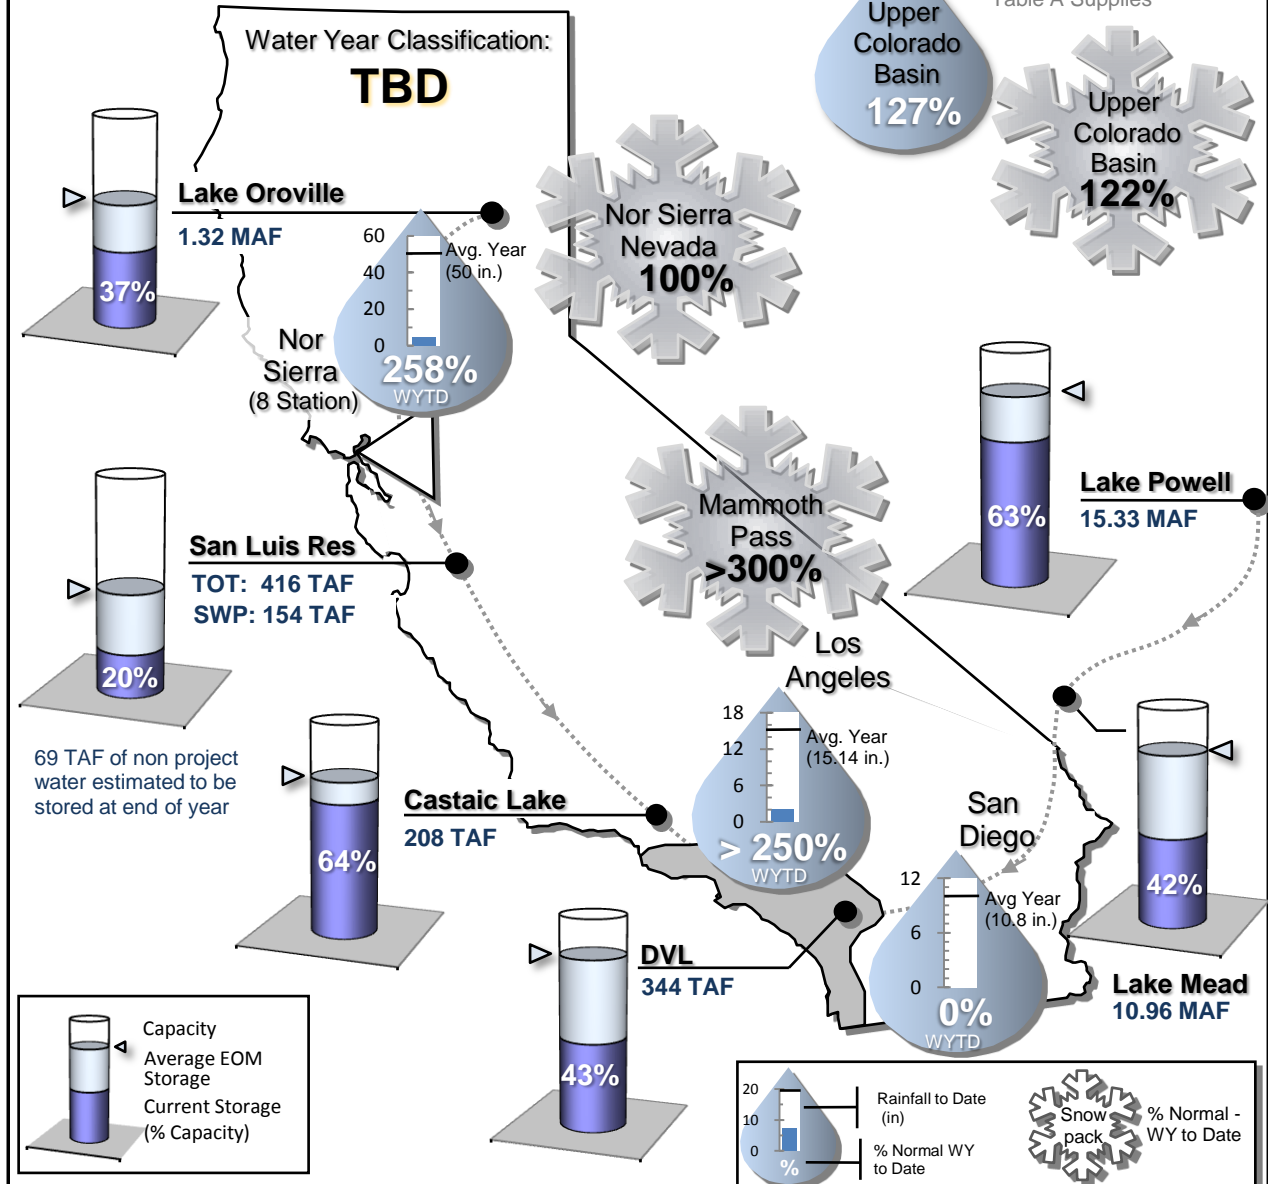 Table A Supplies
Water Year Classification:
TBD
Upper
Colorado
Basin
127%
Upper
Colorado
Basin
122%
Lake Oroville
1.32 MAF
37%
60
40
20
0
Avg. Year
(50 in.)
258%
WYTD
Nor
Sierra
(8 Station)
Nor Sierra
Nevada
100%
Mammoth
Pass
>300%
63%
Lake Powell
15.33 MAF
San Luis Res
TOT: 416 TAF
SWP: 154 TAF
20%
69 TAF of non project
water estimated to be
stored at end of year
64%
Castaic Lake
208 TAF
Los
Angeles
18
12
6
0
Avg. Year
(15.14 in.)
> 250%
WYTD
San
Diego
12
6
0
Avg Year
(10.8 in.)
0%
WYTD
42%
Lake Mead
10.96 MAF
DVL
344 TAF
43%
Capacity
Average EOM
Storage
Current Storage
(% Capacity)
20
10
0
%
Rainfall to Date
(in)
% Normal WY
to Date
Snow
pack
% Normal -
WY to Date